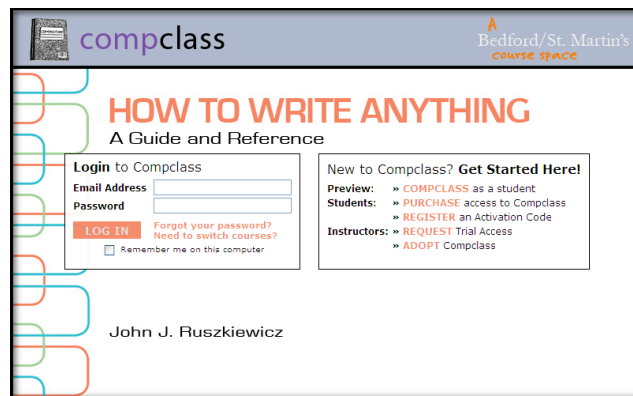 compclass
A
Bedford/St. Martin's
course space
HOW TO WRITE ANYTHING
A Guide and Reference
Login to Compclass
Email Address
Password
LOG IN
Forgot your password?
Need to switch courses?
Remember me on this computer
New to Compclass? Get Started Here!
Preview: » COMPCLASS as a student
Students: » PURCHASE access to Compclass
» REGISTER an Activation Code
Instructors: » REQUEST Trial Access
» ADOPT Compclass
John J. Ruszkiewicz